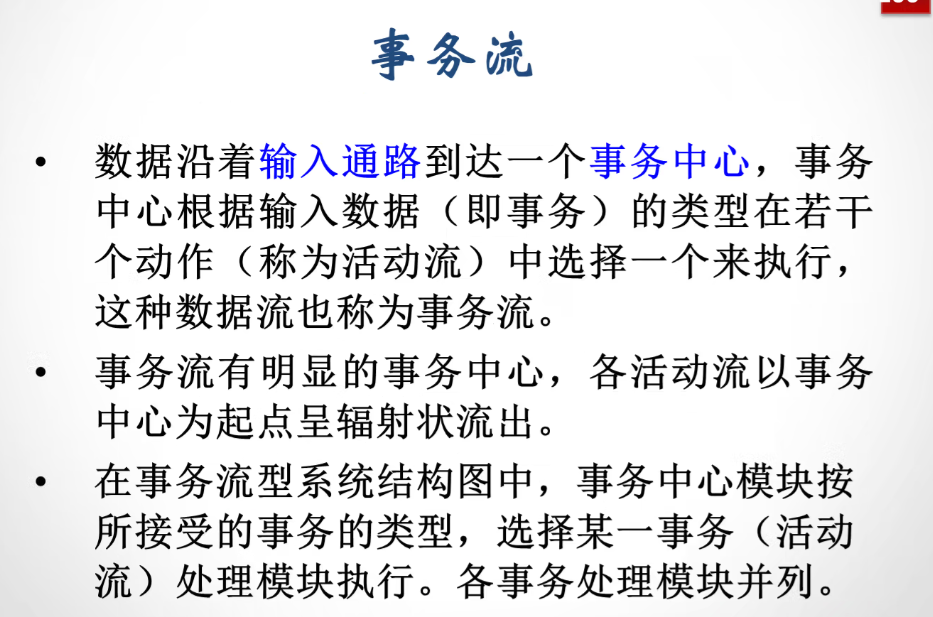 事务流
• 数据沿着输入通路到达一个事务中心，事务
中心根据输入数据（即事务）的类型在若干
个动作（称为活动流）中选择一个来执行，
这种数据流也称为事务流。
• 事务流有明显的事务中心，各活动流以事务
中心为起点呈辐射状流出。
• 在事务流型系统结构图中，事务中心模块按
所接受的事务的类型，选择某一事务（活动
流）处理模块执行。各事务处理模块并列。